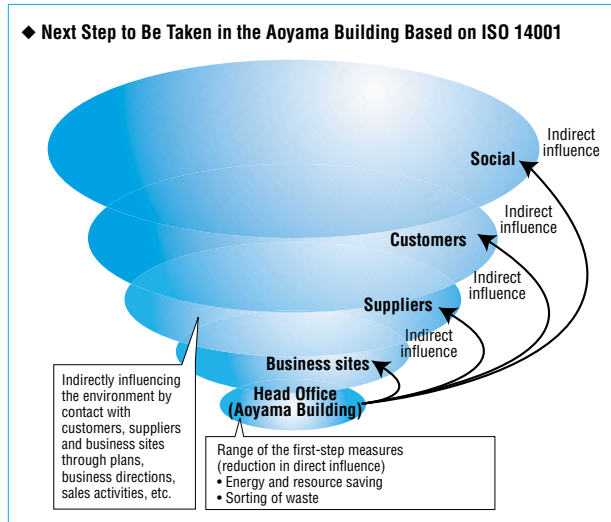 ◆ Next Step to Be Taken in the Aoyama Building Based on ISO 14001
Indirect
influence
Social
Indirect
influence
Customers
Indirect
influence
Suppliers
Indirect
influence
Business sites
Head Office
(Aoyama Building)
Indirectly influencing
the environment by
contact with
customers, suppliers
and business sites
through plans,
business directions,
sales activities, etc.
Range of the first-step measures
(reduction in direct influence)
• Energy and resource saving
• Sorting of waste